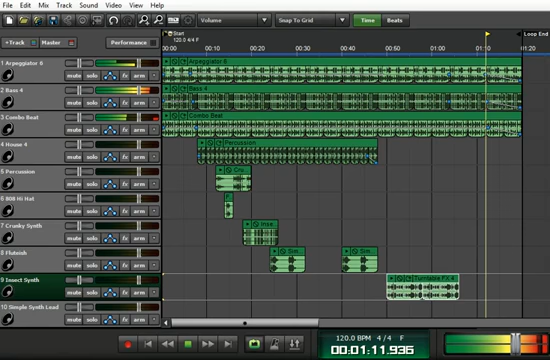 File Edit Mix Track Sound Video View Help
Volume Snap To Grid Time Beats
+Track Master Performance
Start
120.0 4/4 F
Loop End
00:00 00:10 00:20 00:30 00:40 00:50 01:00 01:10 01:20
1 Arpeggiator 6
mute solo fx arm
Arpeggiator 6
2 Bass 4
mute solo fx arm
Bass 4
3 Combo Beat
mute solo fx arm
Combo Beat
4 House 4
mute solo fx arm
Percussion
5 Percussion
mute solo fx arm
Cru
6 808 Hi Hat
mute solo fx arm
7 Crunky Synth
mute solo fx arm
Inse
8 Fluteish
mute solo fx arm
Sim
Sim
9 Insect Synth
mute solo fx arm
Turntable FX 4
10 Simple Synth Lead
mute solo fx arm
120.0 BPM 4/4 F
00:01:11.936